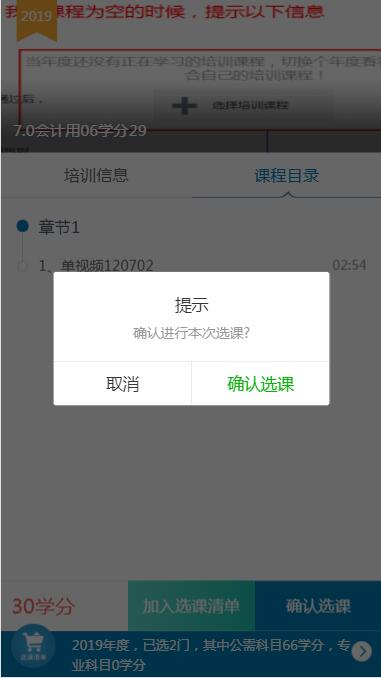 2019
课程为空的时候，提示以下信息
当年度还没有正在学习的培训课程，切换个年度看
合自己的培训课程！
通过后，
选择培训课程
7.0会计用06学分29
培训信息
课程目录
章节1
1、单视频120702
02:54
提示
确认进行本次选课?
取消
确认选课
30学分
加入选课清单
确认选课
选课清单
2019年度，已选2门，其中公需科目66学分，专
业科目0学分